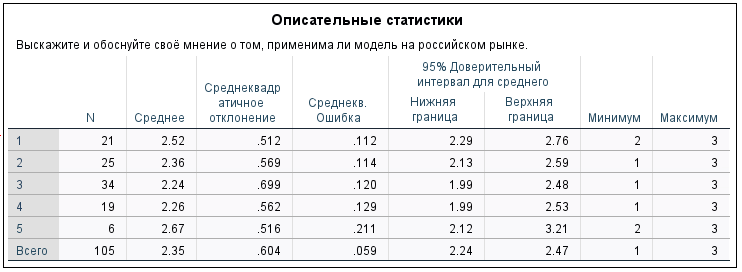 Описательные статистики
Выскажите и обоснуйте своё мнение о том, применима ли модель на российском рынке.
N Среднее Среднеквадр атичное отклонение Среднекв. Ошибка 95% Доверительный интервал для среднего Нижняя граница Верхняя граница Минимум Максимум
1 21 2.52 .512 .112 2.29 2.76 2 3
2 25 2.36 .569 .114 2.13 2.59 1 3
3 34 2.24 .699 .120 1.99 2.48 1 3
4 19 2.26 .562 .129 1.99 2.53 1 3
5 6 2.67 .516 .211 2.12 3.21 2 3
Всего 105 2.35 .604 .059 2.24 2.47 1 3